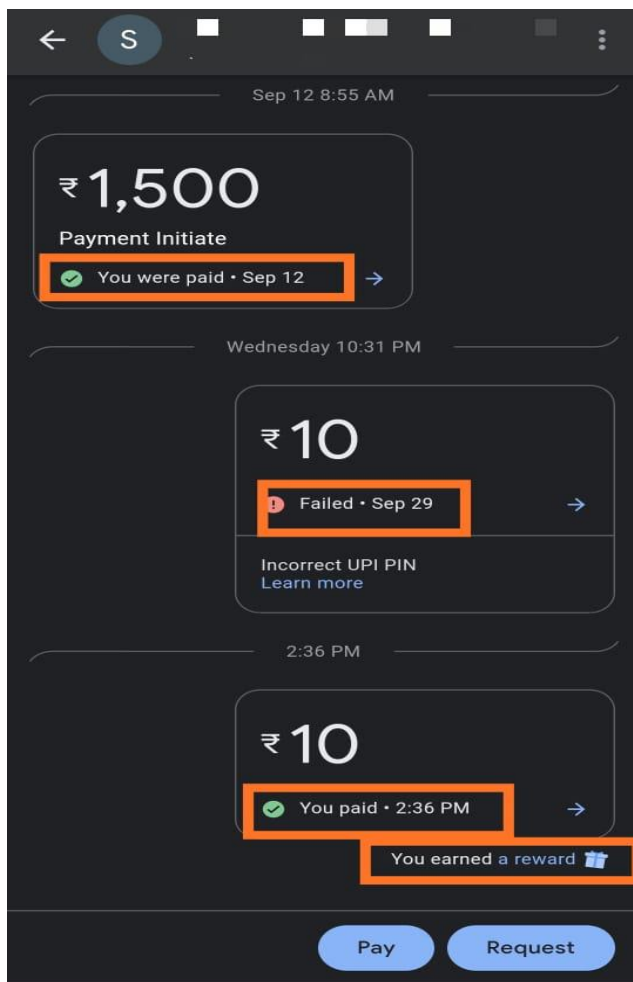 S
Sep 12 8:55 AM
₹1,500
Payment Initiate
You were paid • Sep 12
Wednesday 10:31 PM
₹10
Failed • Sep 29
Incorrect UPI PIN
Learn more
2:36 PM
₹10
You paid • 2:36 PM
You earned a reward
Pay
Request